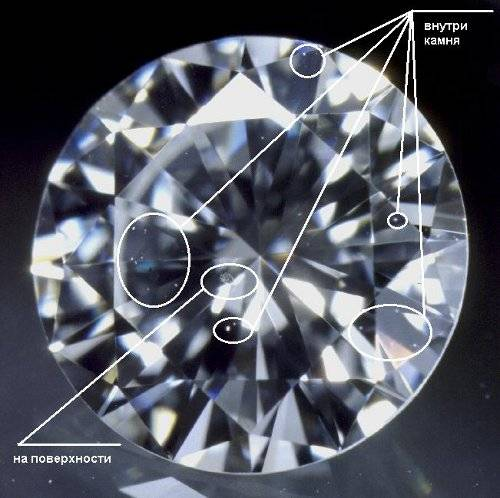 внутри
камня
на поверхности